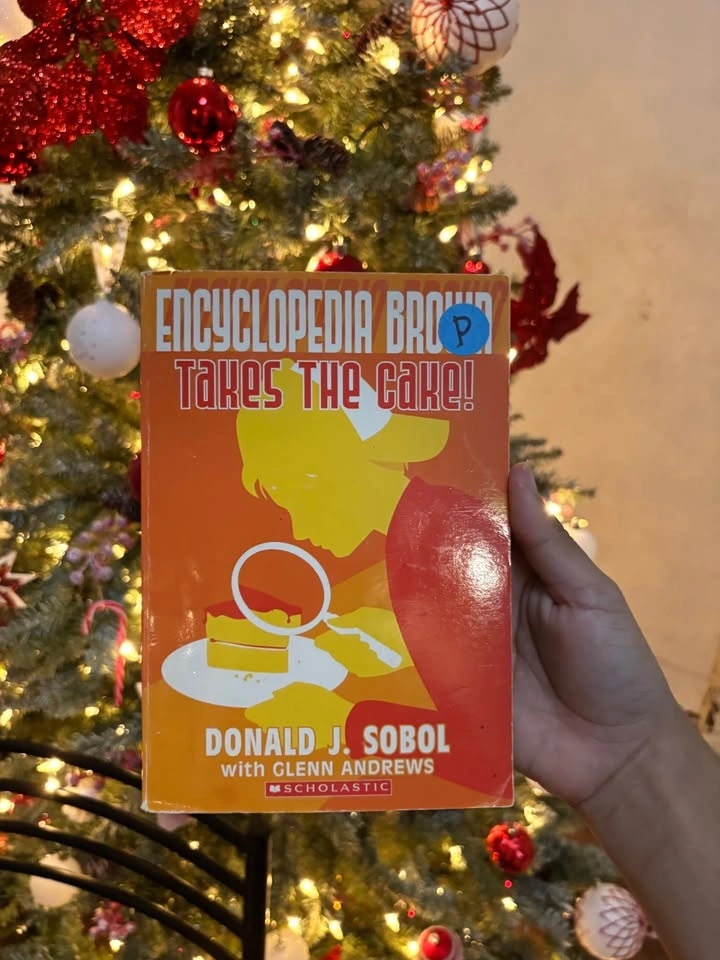 ENCYCLOPEDIA BROWN
P
TAKES THE CAKE!
DONALD J. SOBOL
with GLENN ANDREWS
SCHOLASTIC